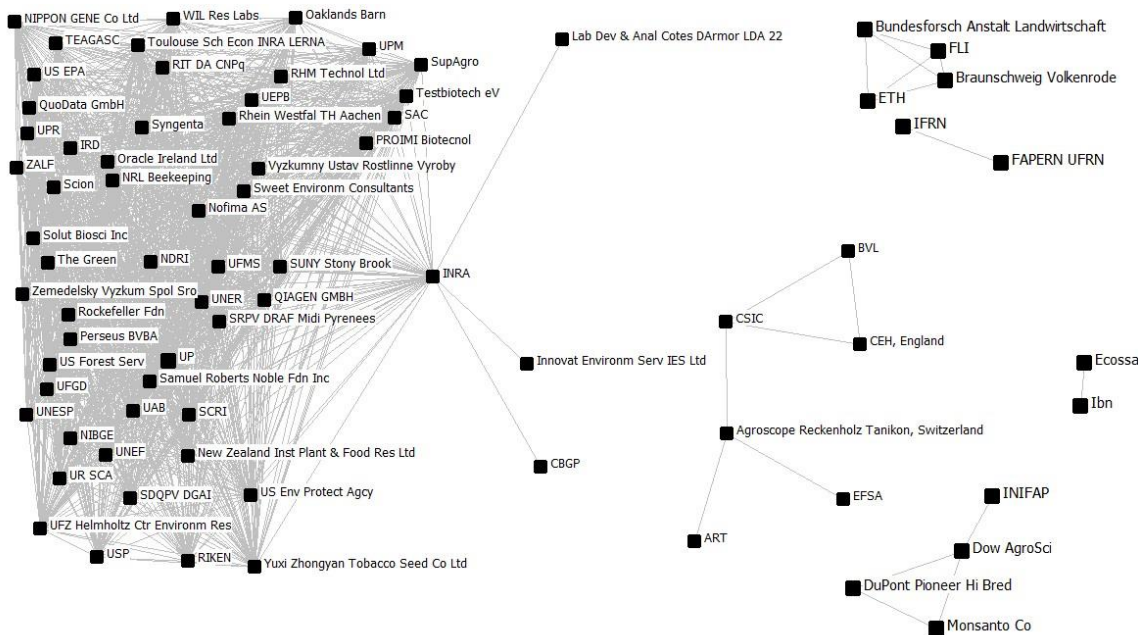 NIPPON GENE Co Ltd
WIL Res Labs
Oaklands Barn
TEAGASC
Toulouse Sch Econ INRA LERNA
UPM
Lab Dev & Anal Cotes DArmor LDA 22
Bundesforsch Anstalt Landwirtschaft
FLI
US EPA
RIT DA CNPq
RHM Technol Ltd
SupAgro
Braunschweig Volkenrode
UEPB
Testbiotech eV
ETH
QuoData GmbH
Syngenta
Rhein Westfal TH Aachen
SAC
IFRN
UPR
IRD
PROIMI Biotecnol
FAPERN UFRN
ZALF
Oracle Ireland Ltd
Vyzkumny Ustav Rostlinne Vyroby
Scion
NRL Beekeeping
Sweet Environm Consultants
Nofima AS
Solut Biosci Inc
BVL
The Green
NDRI
UFMS
SUNY Stony Brook
INRA
Zemedelsky Vyzkum Spol Sro
UNER
QIAGEN GMBH
Rockefeller Fdn
SRPV DRAF Midi Pyrenees
CSIC
Perseus BVBA
CEH, England
US Forest Serv
UP
Innovat Environm Serv IES Ltd
Ecossa
UFGD
Samuel Roberts Noble Fdn Inc
Ibn
UNESP
UAB
SCRI
NIBGE
Agroscope Reckenholz Tanikon, Switzerland
UNEF
New Zealand Inst Plant & Food Res Ltd
CBGP
UR SCA
SDQPV DGAI
US Env Protect Agcy
EFSA
INIFAP
UFZ Helmholtz Ctr Environm Res
ART
Dow AgroSci
USP
RIKEN
Yuxi Zhongyan Tobacco Seed Co Ltd
DuPont Pioneer Hi Bred
Monsanto Co